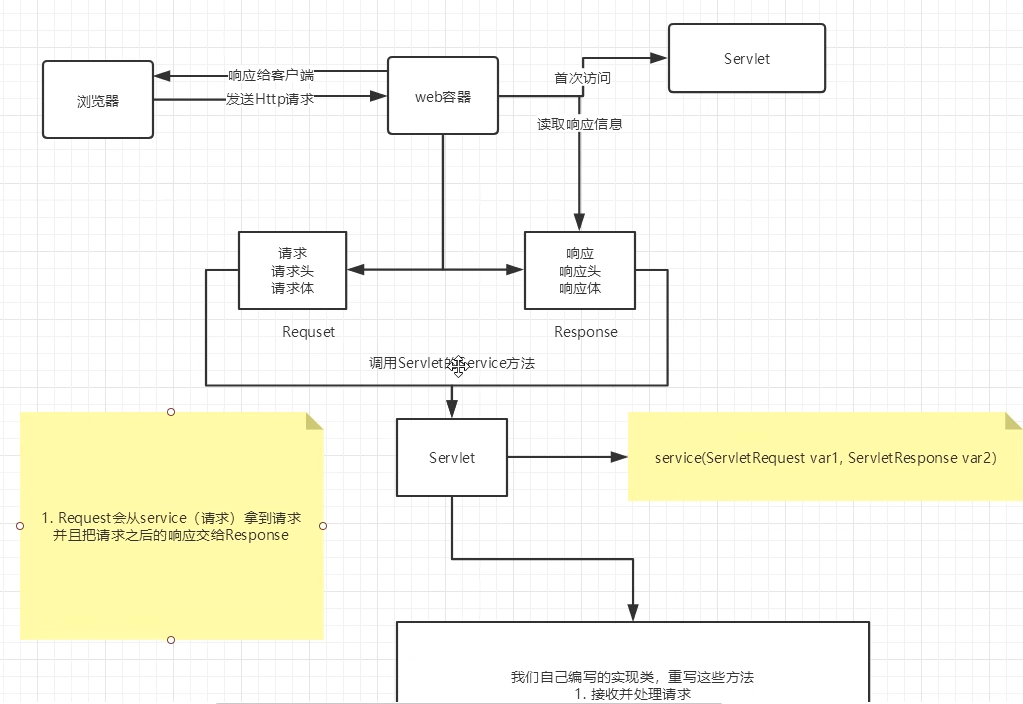 Servlet
响应给客户端
首次访问
浏览器
发送Http请求
web容器
读取响应信息
请求
请求头
请求体
响应
响应头
响应体
Requset
Response
调用Servlet的Service方法
Servlet
service(ServletRequest var1, ServletResponse var2)
1. Request会从service（请求）拿到请求
并且把请求之后的响应交给Response
我们自己编写的实现类，重写这些方法
1. 接收并处理请求